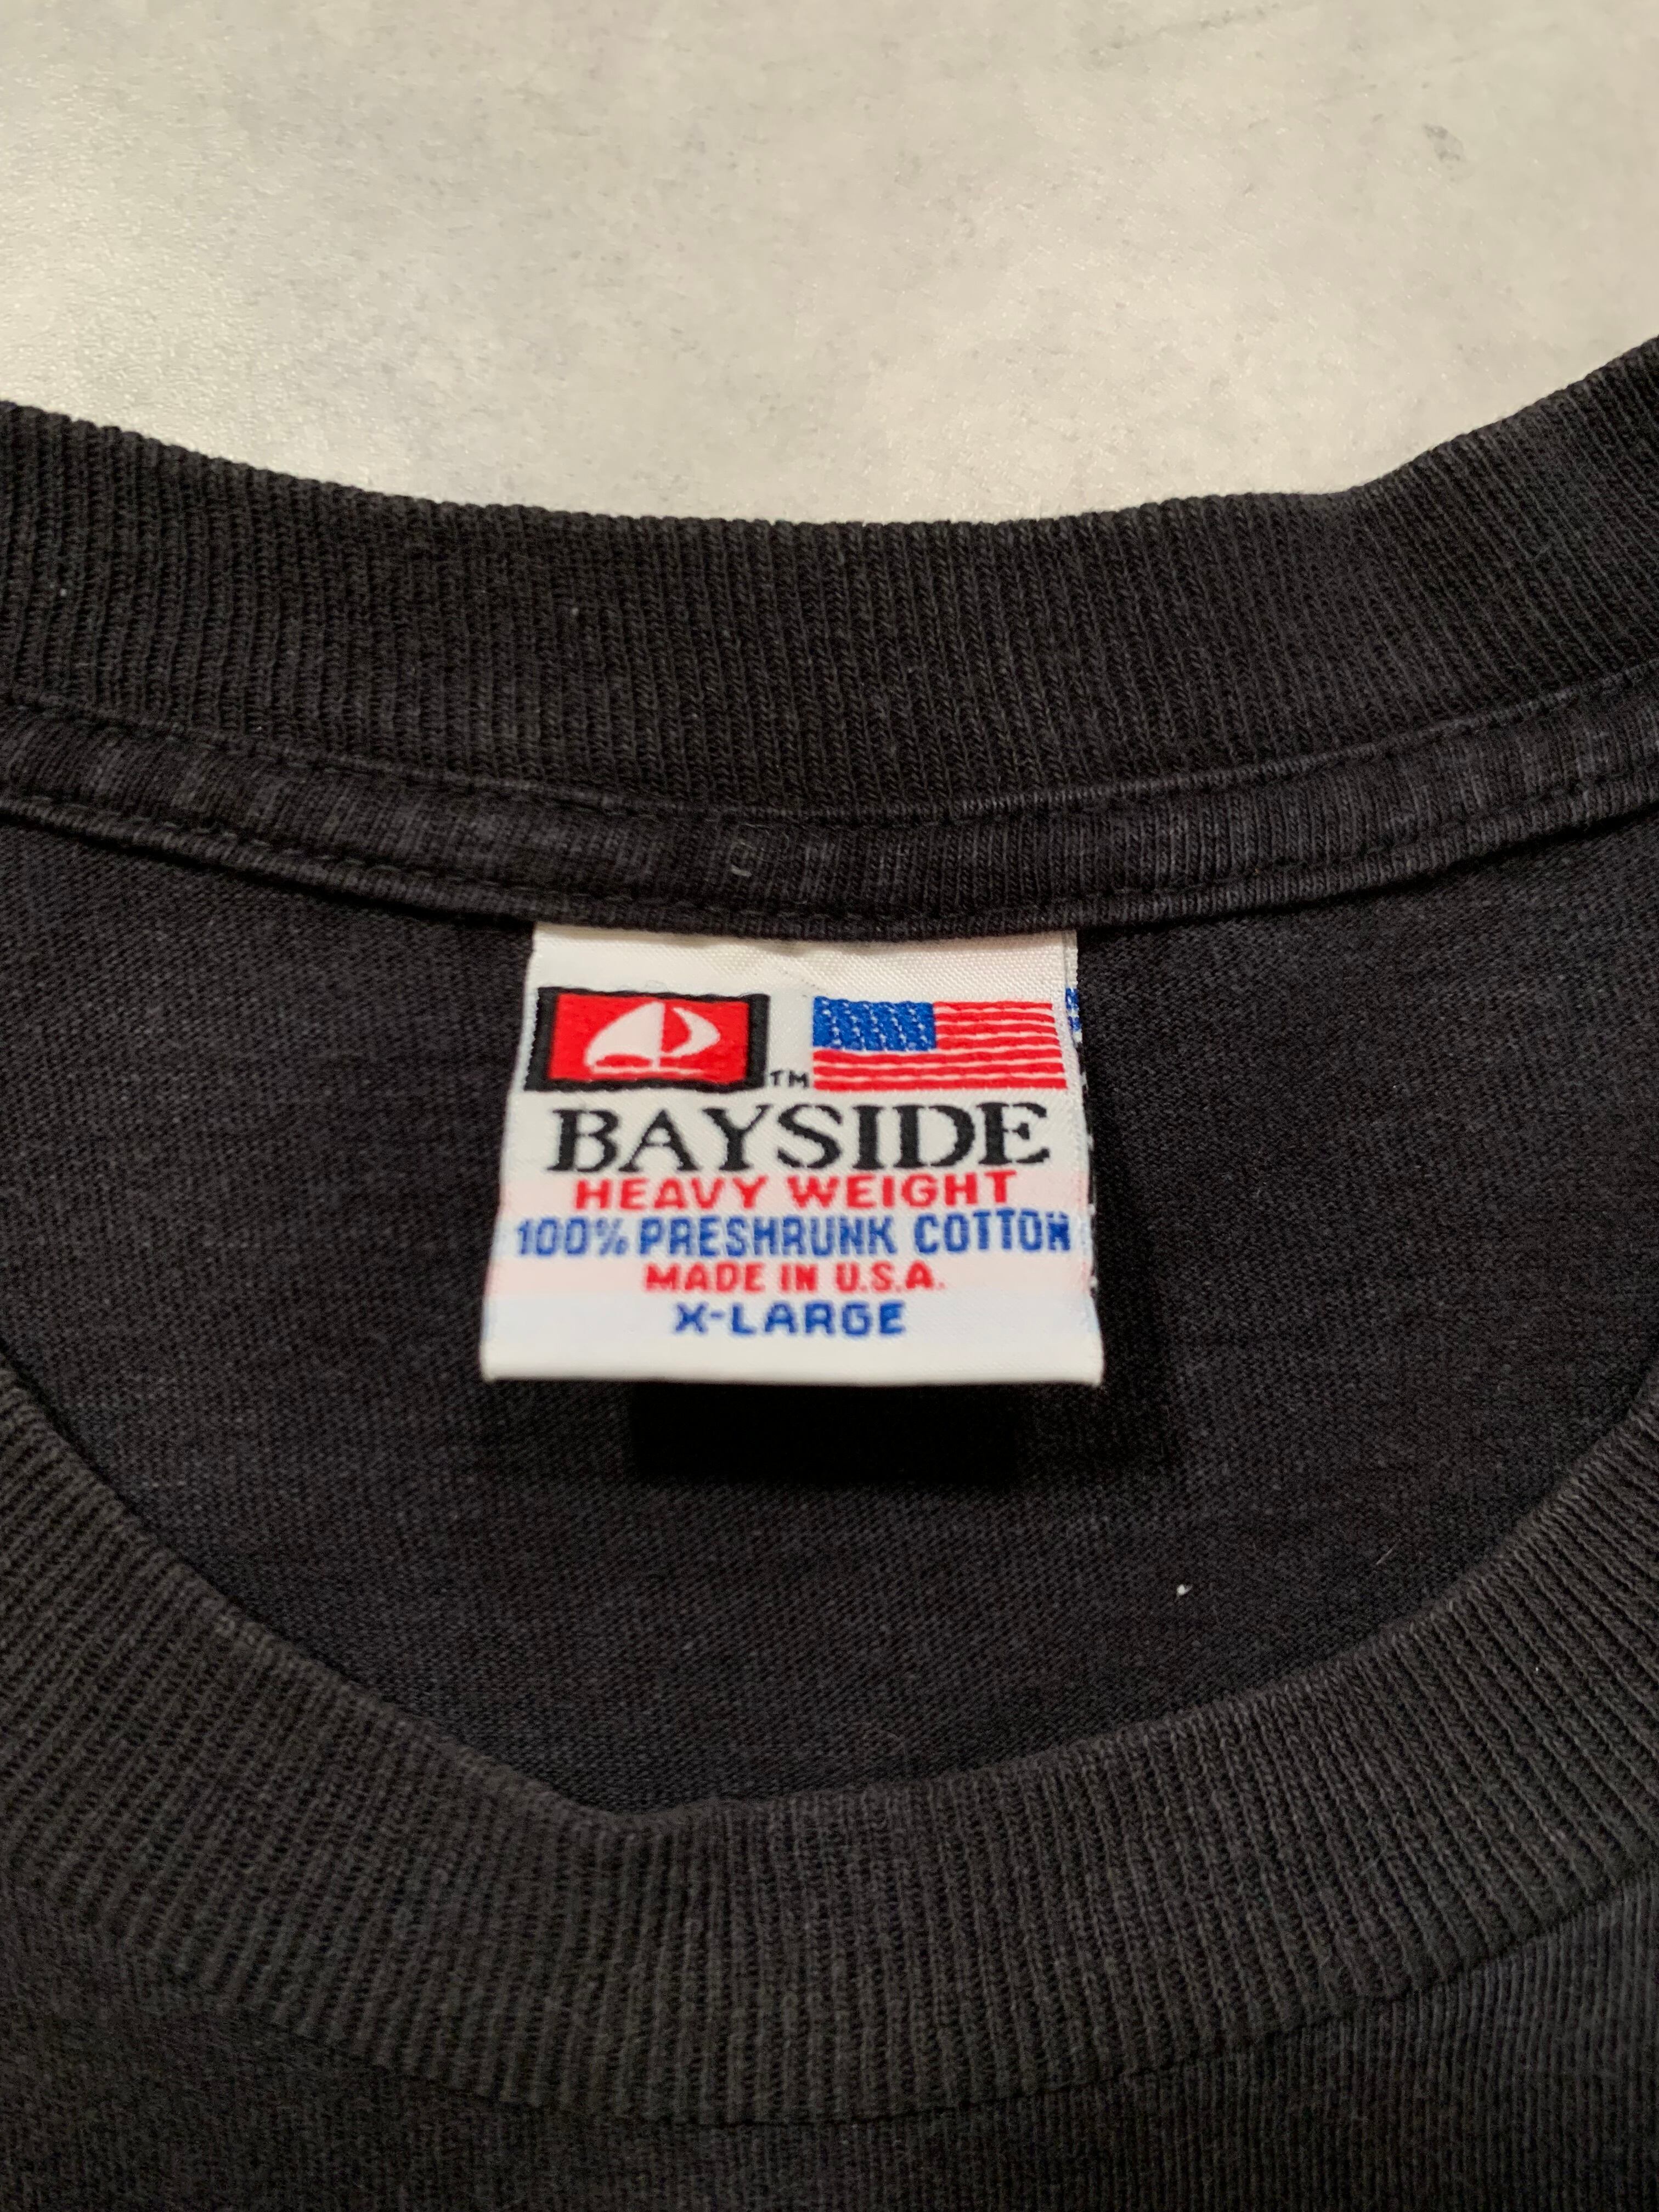 TM
BAYSIDE
HEAVY WEIGHT
100% PRESHRUNK COTTON
MADE IN U.S.A.
X-LARGE